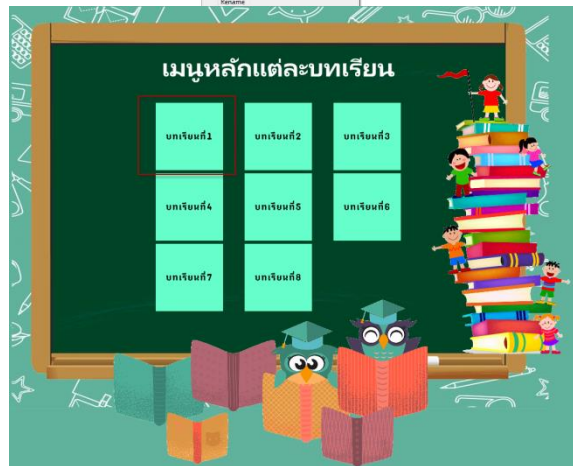 Rename
เมนูหลักแต่ละบทเรียน
บทเรียนที่1 บทเรียนที่2 บทเรียนที่3
บทเรียนที่4 บทเรียนที่5 บทเรียนที่6
บทเรียนที่7 บทเรียนที่8